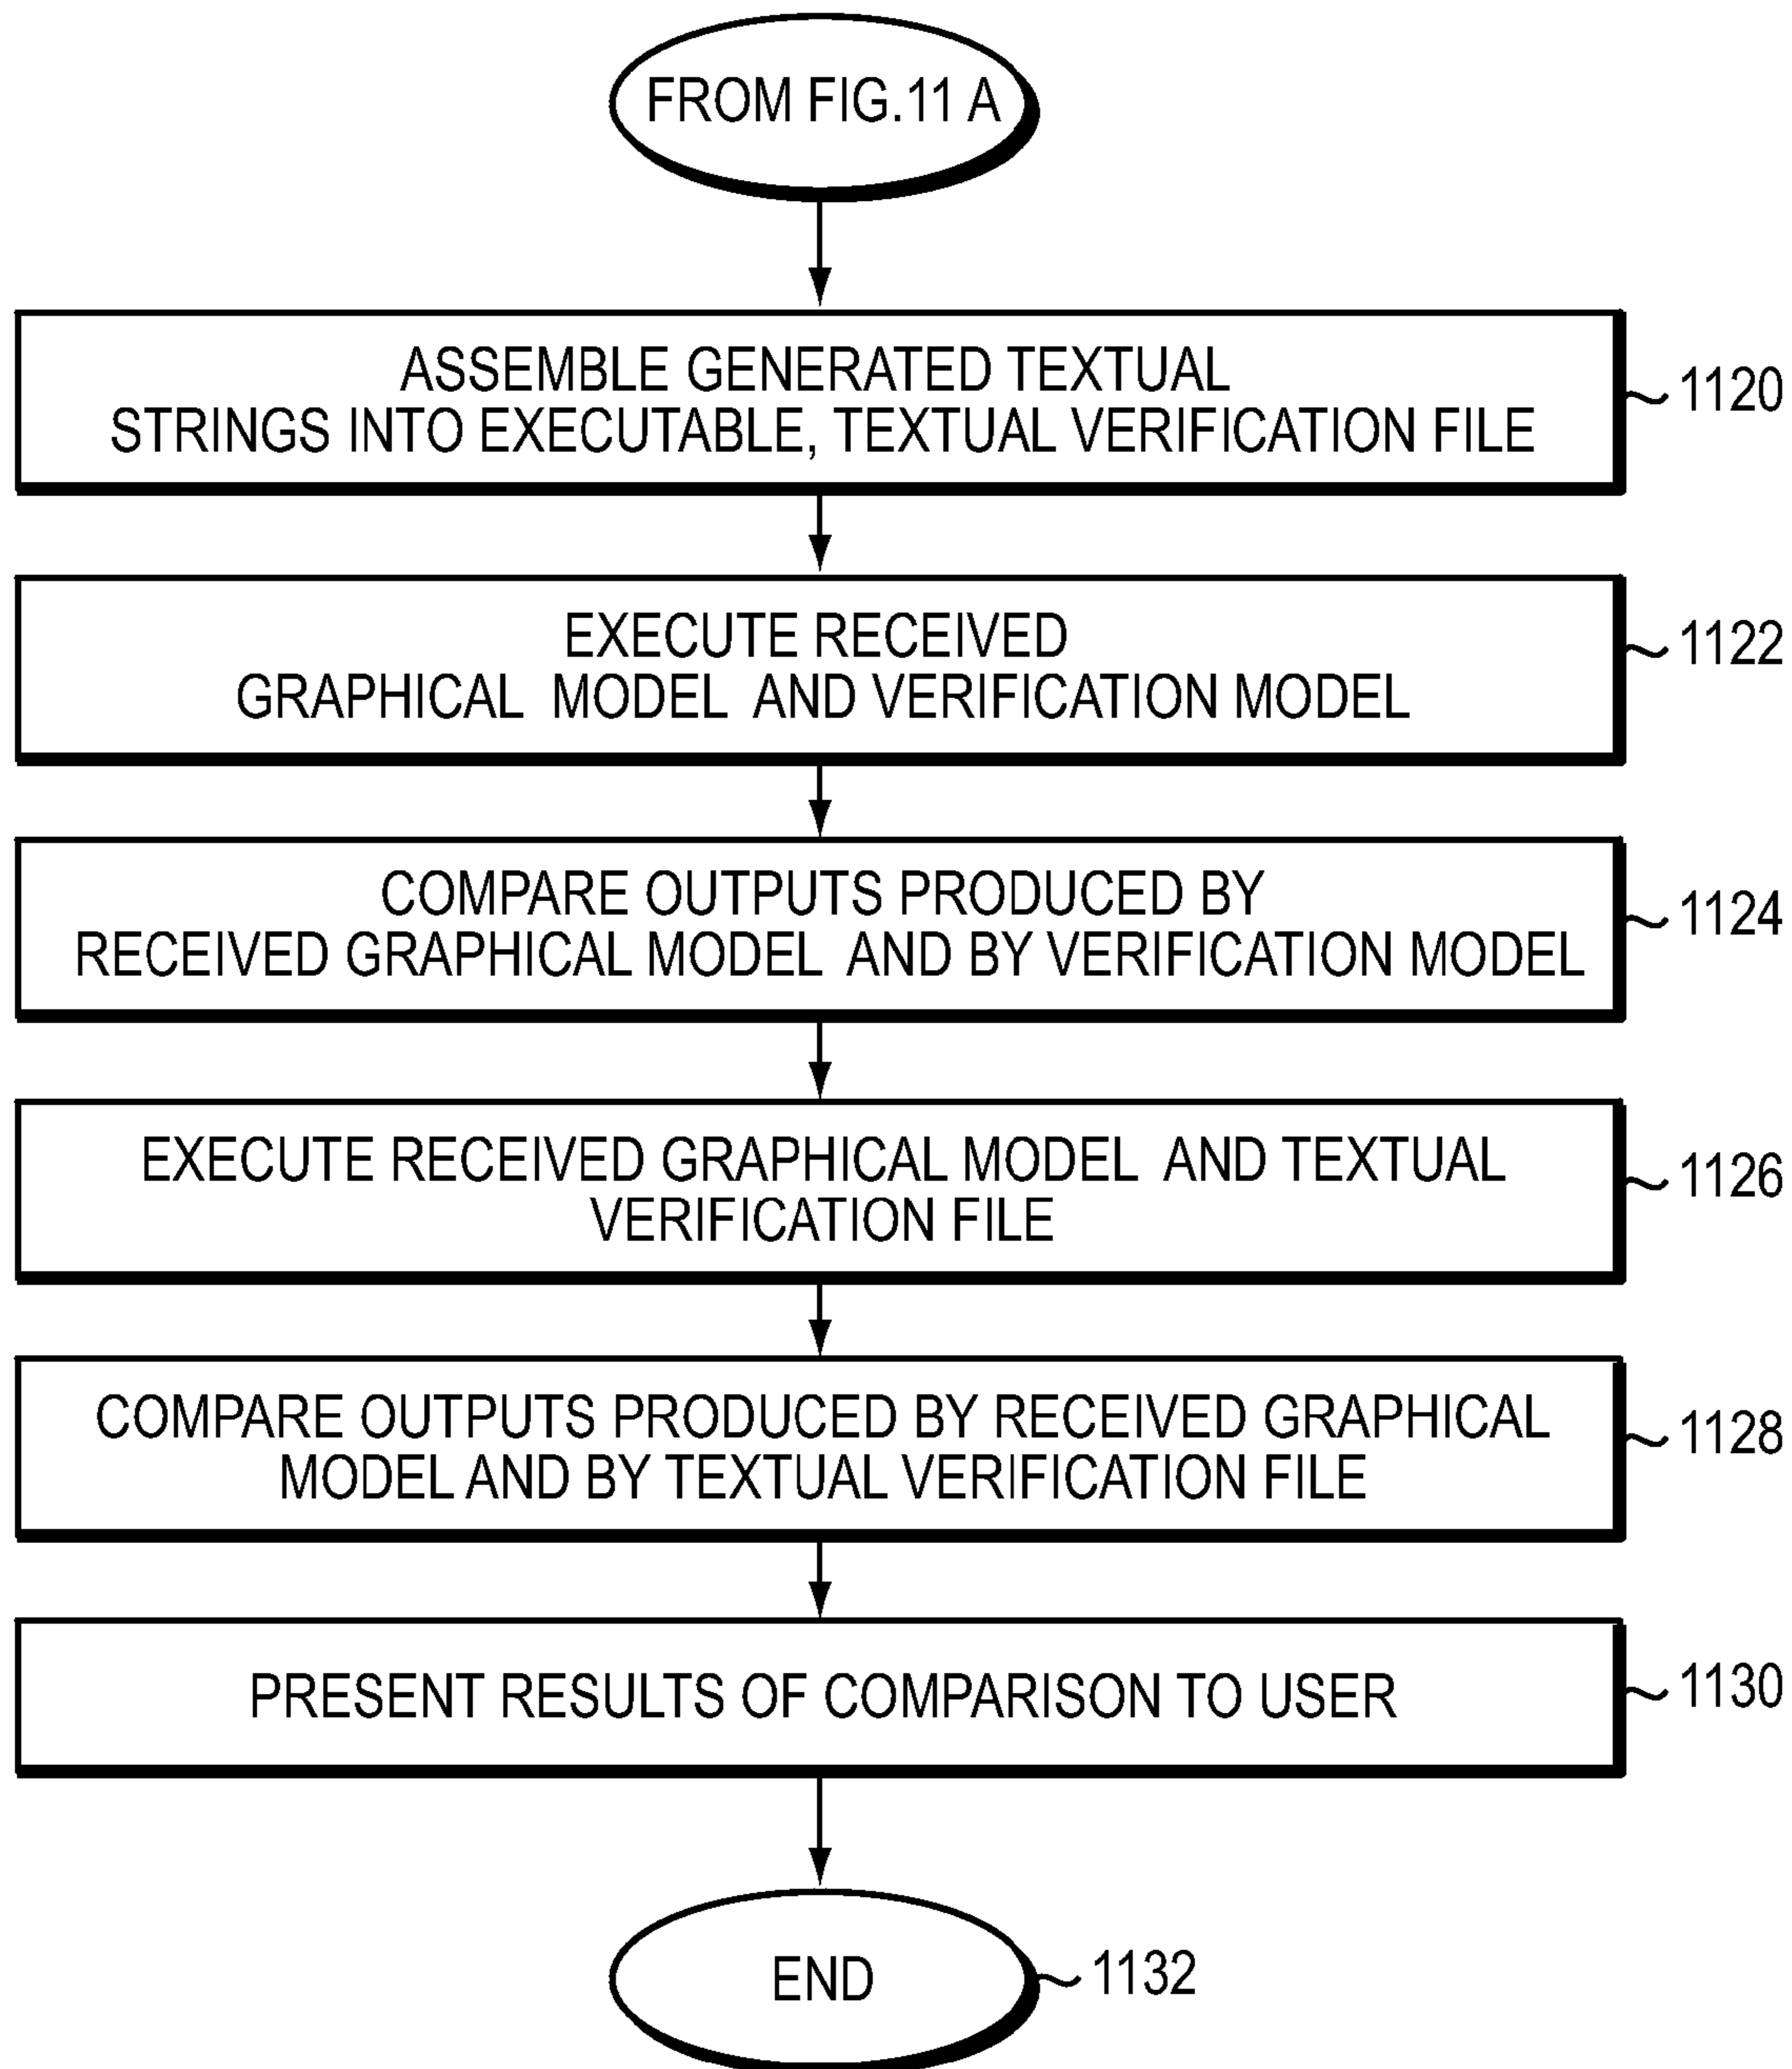 FROM FIG.11 A
ASSEMBLE GENERATED TEXTUAL
STRINGS INTO EXECUTABLE, TEXTUAL VERIFICATION FILE
1120
EXECUTE RECEIVED
GRAPHICAL MODEL AND VERIFICATION MODEL
1122
COMPARE OUTPUTS PRODUCED BY
RECEIVED GRAPHICAL MODEL AND BY VERIFICATION MODEL
1124
EXECUTE RECEIVED GRAPHICAL MODEL AND TEXTUAL
VERIFICATION FILE
1126
COMPARE OUTPUTS PRODUCED BY RECEIVED GRAPHICAL
MODEL AND BY TEXTUAL VERIFICATION FILE
1128
PRESENT RESULTS OF COMPARISON TO USER
1130
END
1132